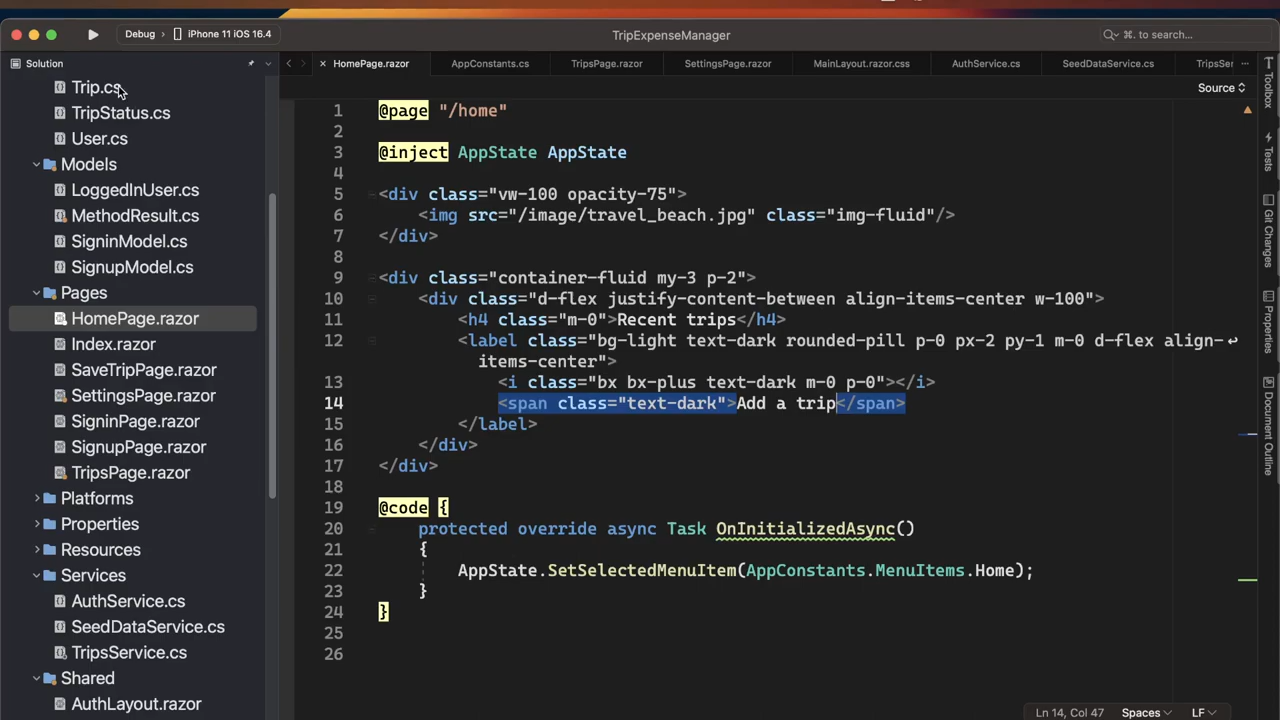 Debug > iPhone 11 iOS 16.4
TripExpenseManager
⌘. to search...
Solution
HomePage.razor
AppConstants.cs
TripsPage.razor
SettingsPage.razor
MainLayout.razor.css
AuthService.cs
SeedDataService.cs
TripsSer
Source
Trip.cs
TripStatus.cs
User.cs
Models
LoggedInUser.cs
MethodResult.cs
SigninModel.cs
SignupModel.cs
Pages
HomePage.razor
Index.razor
SaveTripPage.razor
SettingsPage.razor
SigninPage.razor
SignupPage.razor
TripsPage.razor
Platforms
Properties
Resources
Services
AuthService.cs
SeedDataService.cs
TripsService.cs
Shared
AuthLayout.razor
1 @page "/home"
2
3 @inject AppState AppState
4
5 <div class="vw-100 opacity-75">
6 <img src="/image/travel_beach.jpg" class="img-fluid"/>
7 </div>
8
9 <div class="container-fluid my-3 p-2">
10 <div class="d-flex justify-content-between align-items-center w-100">
11 <h4 class="m-0">Recent trips</h4>
12 <label class="bg-light text-dark rounded-pill p-0 px-2 py-1 m-0 d-flex align-
items-center">
13 <i class="bx bx-plus text-dark m-0 p-0"></i>
14 <span class="text-dark">Add a trip</span>
15 </label>
16 </div>
17 </div>
18
19 @code {
20 protected override async Task OnInitializedAsync()
21 {
22 AppState.SetSelectedMenuItem(AppConstants.MenuItems.Home);
23 }
24 }
25
26
Toolbox
Tests
Git Changes
Properties
Document Outline
Ln 14, Col 47
Spaces
LF